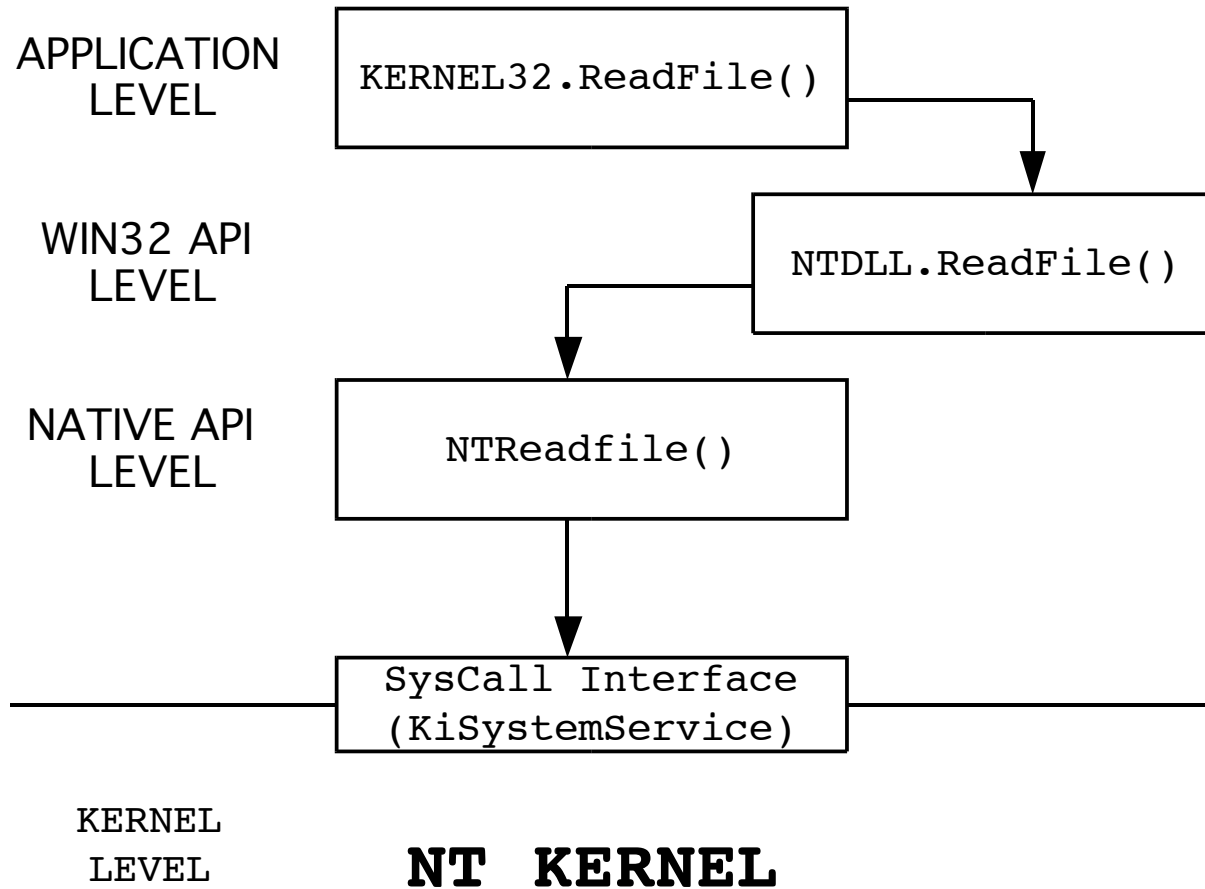 APPLICATION
LEVEL
KERNEL32.ReadFile()
WIN32 API
LEVEL
NTDLL.ReadFile()
NATIVE API
LEVEL
NTReadfile()
SysCall Interface
(KiSystemService)
KERNEL
LEVEL
NT KERNEL